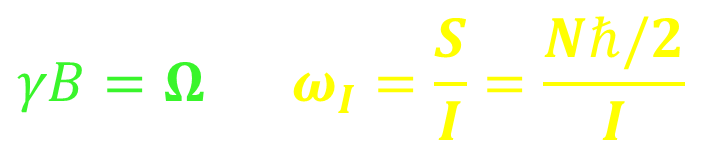 γB = Ω    ω_I = S/I = (Nħ/2)/I